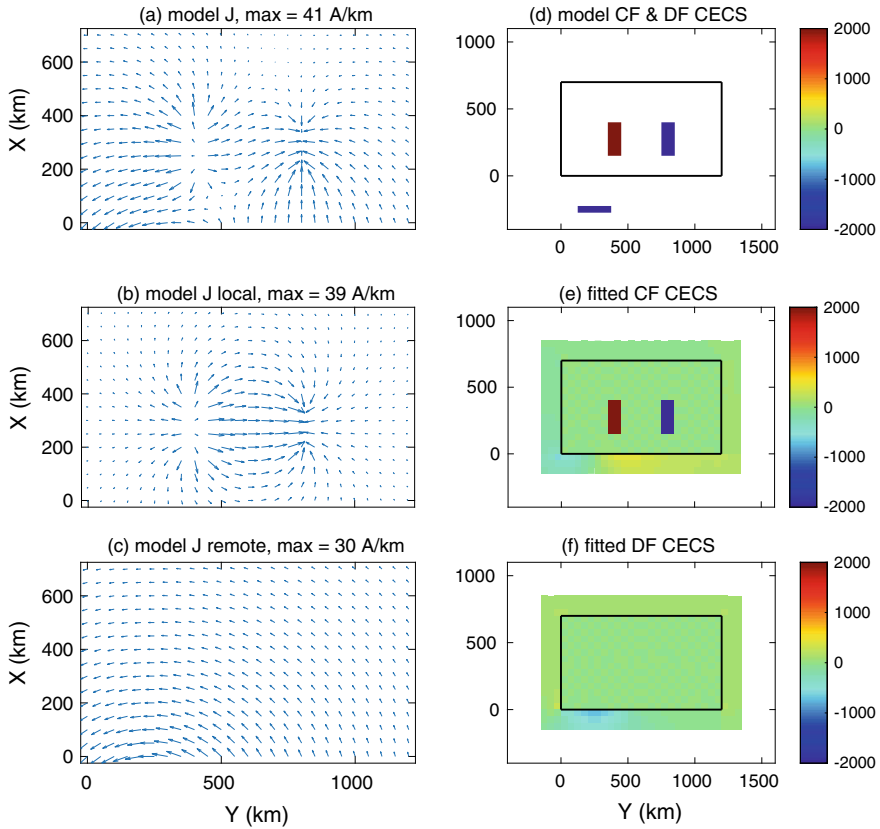 (a) model J, max = 41 A/km
X (km)
600
400
200
0
(d) model CF & DF CECS
1000
500
0
0 500 1000 1500
2000
1000
0
-1000
-2000
(b) model J local, max = 39 A/km
X (km)
600
400
200
0
(e) fitted CF CECS
1000
500
0
0 500 1000 1500
2000
1000
0
-1000
-2000
(c) model J remote, max = 30 A/km
X (km)
600
400
200
0
0 500 1000
Y (km)
(f) fitted DF CECS
1000
500
0
0 500 1000 1500
Y (km)
2000
1000
0
-1000
-2000